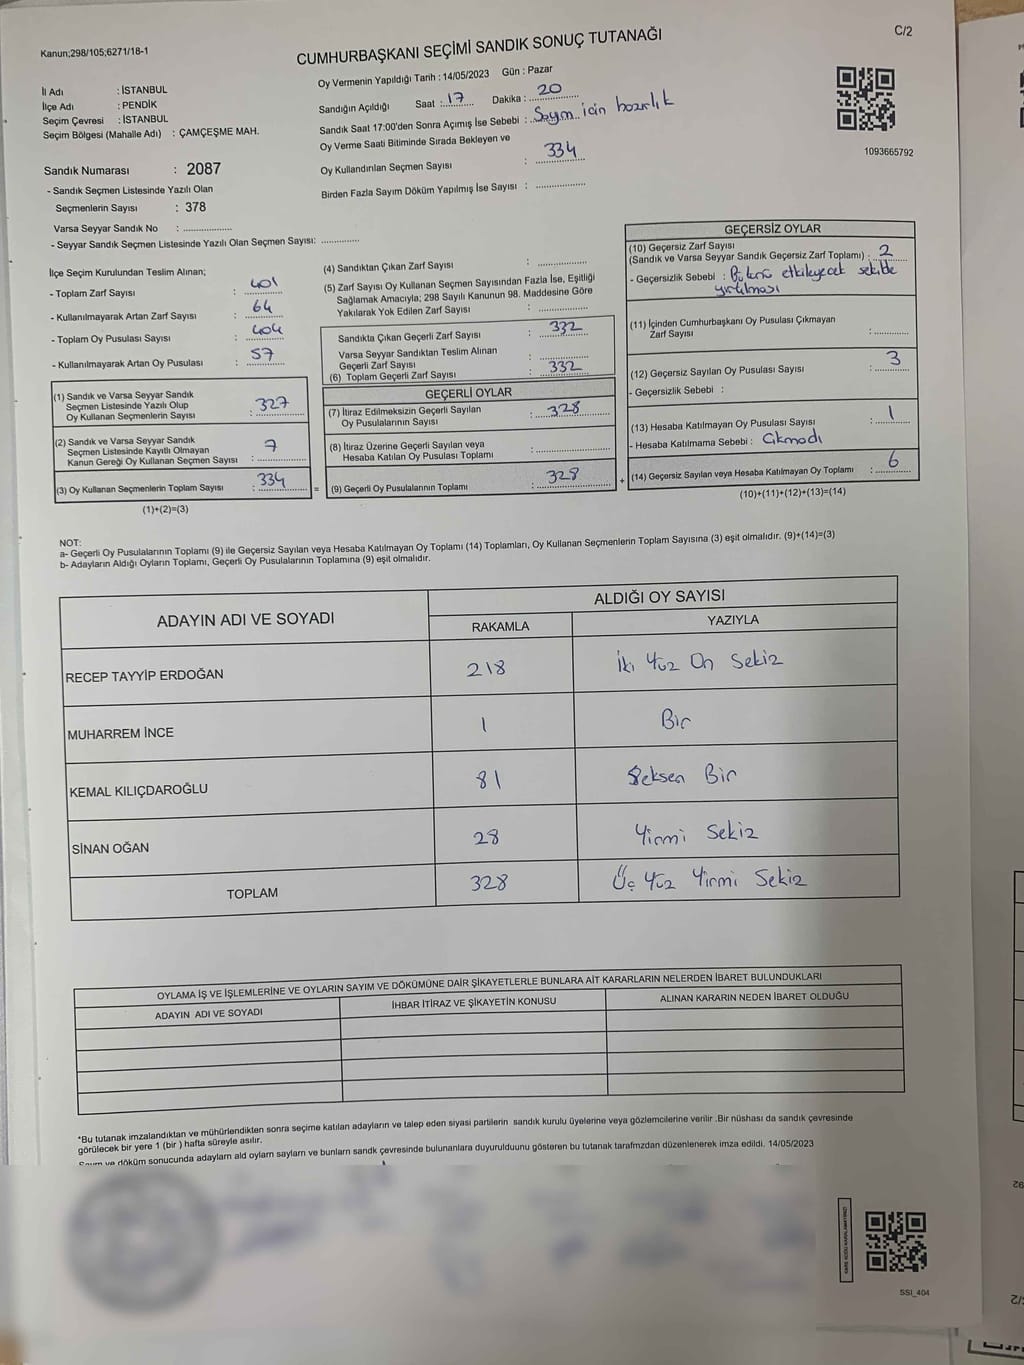 Kanun;298/105;6271/18-1
CUMHURBAŞKANI SEÇİMİ SANDIK SONUÇ TUTANAĞI
C/2
İl Adı : İSTANBUL
İlçe Adı : PENDİK
Seçim Çevresi : İSTANBUL
Seçim Bölgesi (Mahalle Adı) : ÇAMÇEŞME MAH.
Oy Vermenin Yapıldığı Tarih : 14/05/2023 Gün : Pazar
Sandığın Açıldığı Saat : 17 Dakika : 20
Sandık Saat 17:00'den Sonra Açımış İse Sebebi : Sayım için hazırlık
Oy Verme Saati Bitiminde Sırada Bekleyen ve
Oy Kullandırılan Seçmen Sayısı : 334
Birden Fazla Sayım Döküm Yapılmış İse Sayısı :
1093665792
Sandık Numarası : 2087
- Sandık Seçmen Listesinde Yazılı Olan
Seçmenlerin Sayısı : 378
Varsa Seyyar Sandık No :
- Seyyar Sandık Seçmen Listesinde Yazılı Olan Seçmen Sayısı:
İlçe Seçim Kurulundan Teslim Alınan;
- Toplam Zarf Sayısı : 401
- Kullanılmayarak Artan Zarf Sayısı : 64
- Toplam Oy Pusulası Sayısı : 404
- Kullanılmayarak Artan Oy Pusulası : 57
(1) Sandık ve Varsa Seyyar Sandık
Seçmen Listesinde Yazılı Olup
Oy Kullanan Seçmenlerin Sayısı : 327
(2) Sandık ve Varsa Seyyar Sandık
Seçmen Listesinde Kayıtlı Olmayan
Kanun Gereği Oy Kullanan Seçmen Sayısı : 7
(3) Oy Kullanan Seçmenlerin Toplam Sayısı : 334
(1)+(2)=(3)
(4) Sandıktan Çıkan Zarf Sayısı :
(5) Zarf Sayısı Oy Kullanan Seçmen Sayısından Fazla İse, Eşitliği
Sağlamak Amacıyla; 298 Sayılı Kanunun 98. Maddesine Göre
Yakılarak Yok Edilen Zarf Sayısı :
Sandıkta Çıkan Geçerli Zarf Sayısı : 332
Varsa Seyyar Sandıktan Teslim Alınan
Geçerli Zarf Sayısı :
(6) Toplam Geçerli Zarf Sayısı : 332
GEÇERLİ OYLAR
(7) İtiraz Edilmeksizin Geçerli Sayılan
Oy Pusulalarının Sayısı : 328
(8) İtiraz Üzerine Geçerli Sayılan veya
Hesaba Katılan Oy Pusulası Toplamı :
= (9) Geçerli Oy Pusulalarının Toplamı : 328
GEÇERSİZ OYLAR
(10) Geçersiz Zarf Sayısı
(Sandık ve Varsa Seyyar Sandık Geçersiz Zarf Toplamı) : 2
- Geçersizlik Sebebi : etkileyecek şekilde
yırtılması
(11) İçinden Cumhurbaşkanı Oy Pusulası Çıkmayan
Zarf Sayısı :
(12) Geçersiz Sayılan Oy Pusulası Sayısı : 3
- Geçersizlik Sebebi :
(13) Hesaba Katılmayan Oy Pusulası Sayısı : 1
- Hesaba Katılmama Sebebi : Çıkmadı
+ (14) Geçersiz Sayılan veya Hesaba Katılmayan Oy Toplamı : 6
(10)+(11)+(12)+(13)=(14)
NOT:
a- Geçerli Oy Pusulalarının Toplamı (9) ile Geçersiz Sayılan veya Hesaba Katılmayan Oy Toplamı (14) Toplamları, Oy Kullanan Seçmenlerin Toplam Sayısına (3) eşit olmalıdır. (9)+(14)=(3)
b- Adayların Aldığı Oyların Toplamı, Geçerli Oy Pusulalarının Toplamına (9) eşit olmalıdır.
ADAYIN ADI VE SOYADI
ALDIĞI OY SAYISI
RAKAMLA YAZIYLA
RECEP TAYYİP ERDOĞAN 218 İki Yüz On Sekiz
MUHARREM İNCE 1 Bir
KEMAL KILIÇDAROĞLU 81 Seksen Bir
SİNAN OĞAN 28 Yirmi Sekiz
TOPLAM 328 Üç Yüz Yirmi Sekiz
OYLAMA İŞ VE İŞLEMLERİNE VE OYLARIN SAYIM VE DÖKÜMÜNE DAİR ŞİKAYETLERLE BUNLARA AİT KARARLARIN NELERDEN İBARET BULUNDUKLARI
ADAYIN ADI VE SOYADI İHBAR İTİRAZ VE ŞİKAYETİN KONUSU ALINAN KARARIN NEDEN İBARET OLDUĞU
*Bu tutanak imzalandıktan ve mühürlendikten sonra seçime katılan adayların ve talep eden siyasi partilerin sandık kurulu üyelerine veya gözlemcilerine verilir .Bir nüshası da sandık çevresinde
görülecek bir yere 1 (bir ) hafta süreyle asılır.
ve döküm sonucunda adayların ald oyların sayların ve bunların sandk çevresinde bulunanlara duyurulduunu gösteren bu tutanak tarafmzdan düzenlenerek imza edildi. 14/05/2023
SSI_404